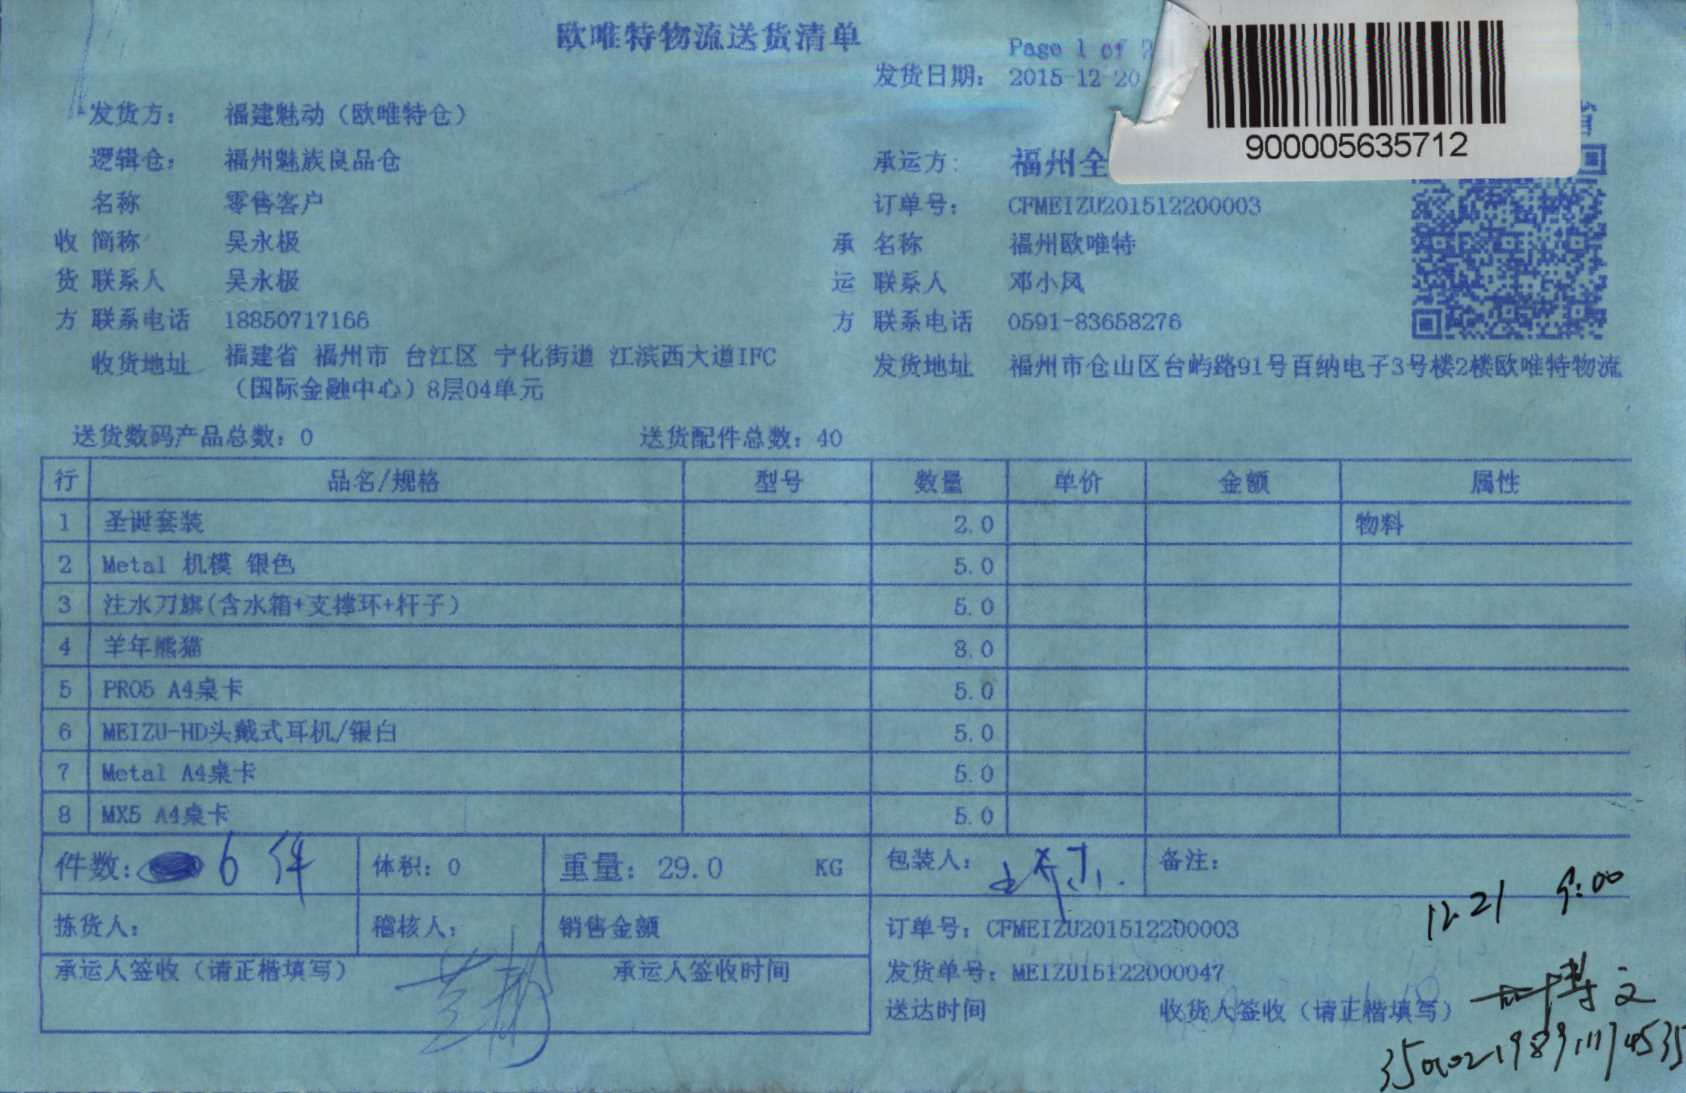 欧唯特物流送货清单
Page 1 of
发货日期： 2015-12-20
900005635712
发货方： 福建魅动（欧唯特仓）
逻辑仓： 福州魅族良品仓
承运方： 福州全
名称 零售客户
订单号： CFMEIZU201512200003
收 简称 吴永极
承 名称 福州欧唯特
货 联系人 吴永极
运 联系人 邓小凤
方 联系电话 18850717166
方 联系电话 0591-83658276
收货地址 福建省 福州市 台江区 宁化街道 江滨西大道IFC
（国际金融中心）8层04单元
发货地址 福州市仓山区台屿路91号百纳电子3号楼2楼欧唯特物流
送货数码产品总数：0 送货配件总数：40
行 品名/规格 型号 数量 单价 金额 属性
1 圣诞套装 2.0 物料
2 Metal 机模 银色 5.0
3 注水刀旗(含水箱+支撑环+杆子） 5.0
4 羊年熊猫 8.0
5 PRO5 A4桌卡 5.0
6 MEIZU-HD头戴式耳机/银白 5.0
7 Metal A4桌卡 5.0
8 MX5 A4桌卡 5.0
件数： 6 件 体积：0 重量：29.0 KG 包装人： 备注：
12.21 9:00
拣货人： 稽核人： 销售金额 订单号：CFMEIZU201512200003
承运人签收（请正楷填写） 承运人签收时间 发货单号：MEIZU15122000047
送达时间 收货人签收（请正楷填写）